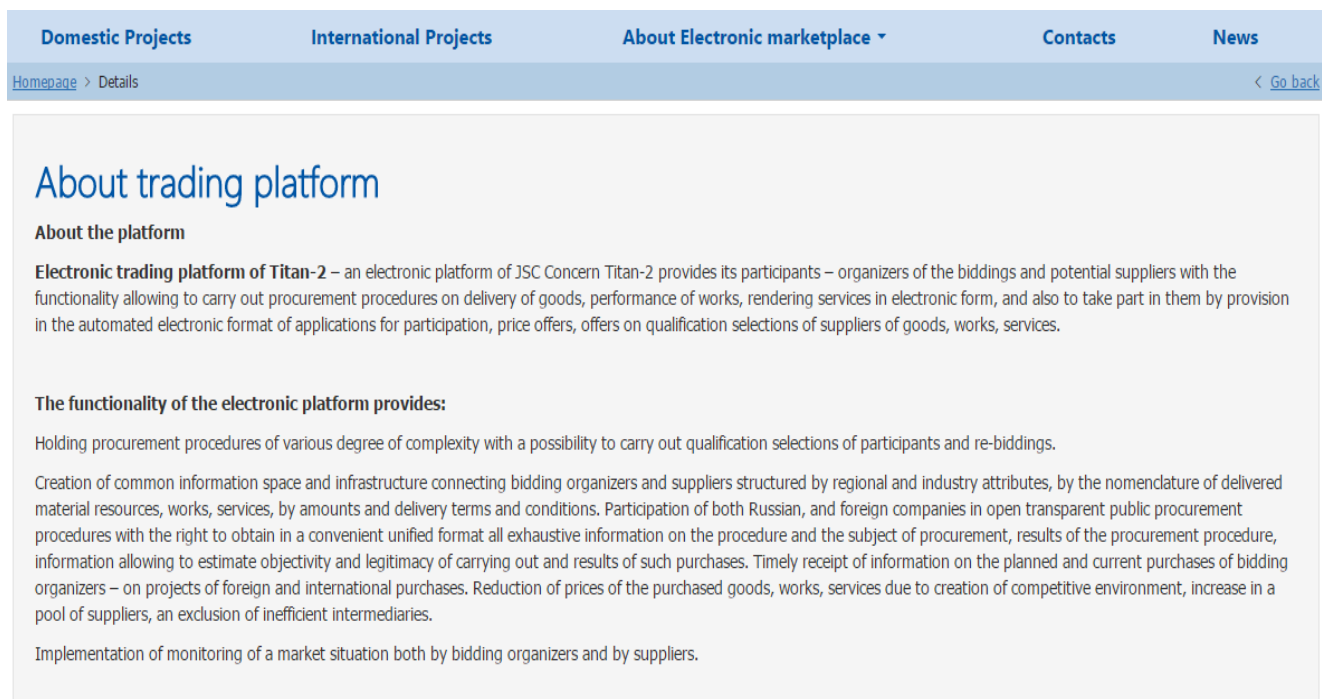 Domestic Projects International Projects About Electronic marketplace Contacts News
Homepage > Details < Go back
About trading platform
About the platform
Electronic trading platform of Titan-2 – an electronic platform of JSC Concern Titan-2 provides its participants – organizers of the biddings and potential suppliers with the
functionality allowing to carry out procurement procedures on delivery of goods, performance of works, rendering services in electronic form, and also to take part in them by provision
in the automated electronic format of applications for participation, price offers, offers on qualification selections of suppliers of goods, works, services.
The functionality of the electronic platform provides:
Holding procurement procedures of various degree of complexity with a possibility to carry out qualification selections of participants and re-biddings.
Creation of common information space and infrastructure connecting bidding organizers and suppliers structured by regional and industry attributes, by the nomenclature of delivered
material resources, works, services, by amounts and delivery terms and conditions. Participation of both Russian, and foreign companies in open transparent public procurement
procedures with the right to obtain in a convenient unified format all exhaustive information on the procedure and the subject of procurement, results of the procurement procedure,
information allowing to estimate objectivity and legitimacy of carrying out and results of such purchases. Timely receipt of information on the planned and current purchases of bidding
organizers – on projects of foreign and international purchases. Reduction of prices of the purchased goods, works, services due to creation of competitive environment, increase in a
pool of suppliers, an exclusion of inefficient intermediaries.
Implementation of monitoring of a market situation both by bidding organizers and by suppliers.